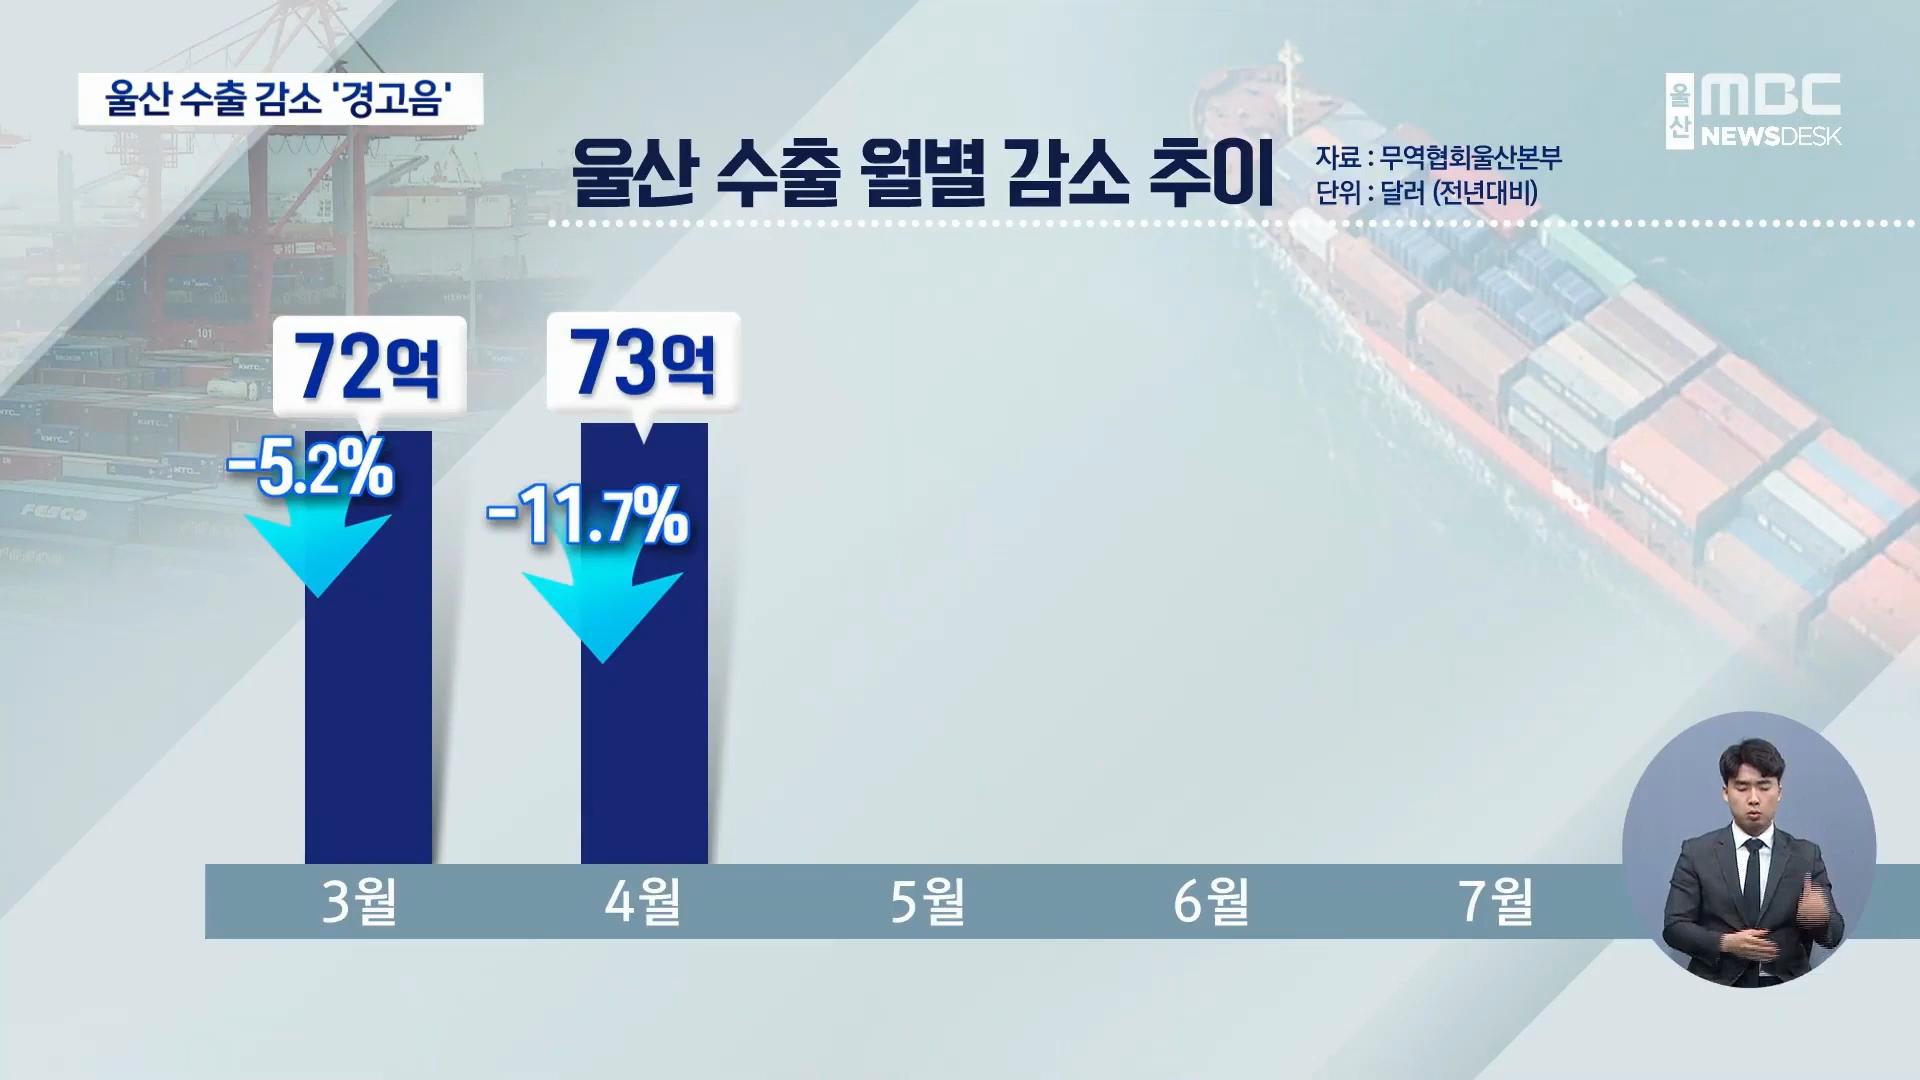 울산 수출 감소 '경고음'
울산
MBC
NEWSDESK
울산 수출 월별 감소 추이
자료 : 무역협회울산본부
단위 : 달러 (전년대비)
72억
73억
-5.2%
-11.7%
3월
4월
5월
6월
7월
FESCO
101